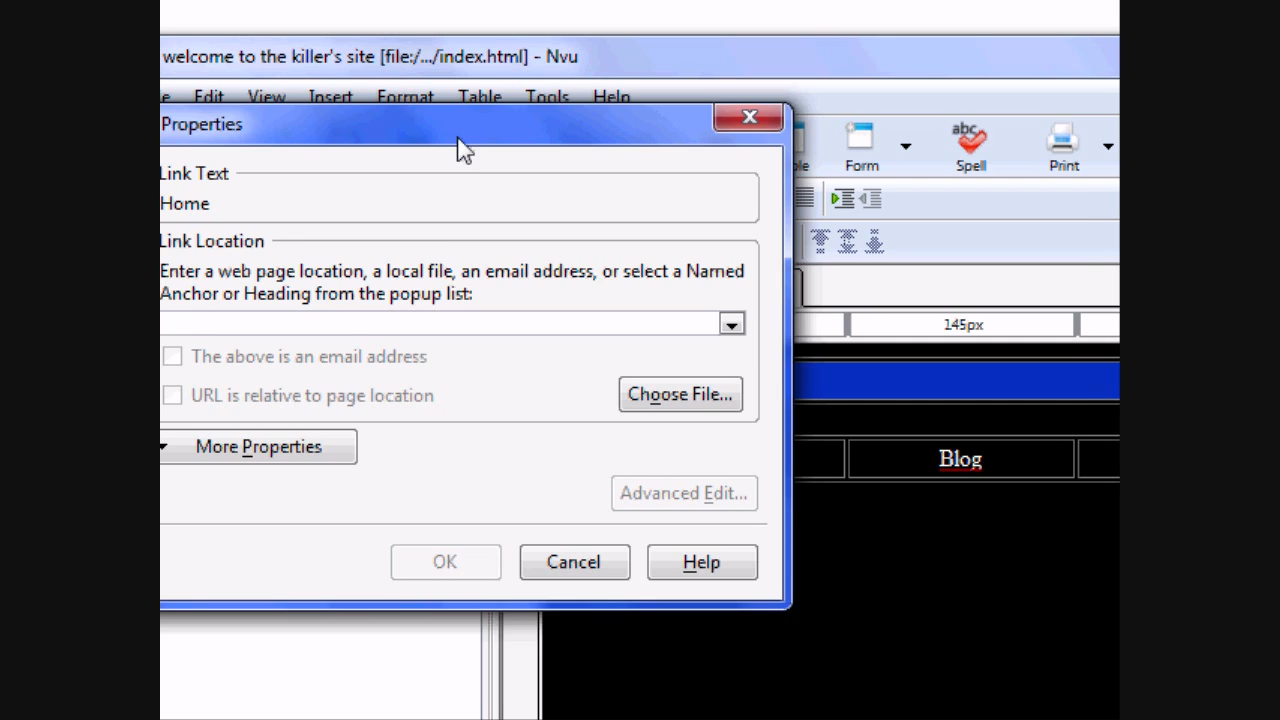 welcome to the killer's site [file:/.../index.html] - Nvu
Edit View Insert Format Table Tools Help
Properties
Form
abc
Spell
Print
Link Text
Home
Link Location
Enter a web page location, a local file, an email address, or select a Named
Anchor or Heading from the popup list:
145px
The above is an email address
URL is relative to page location
Choose File...
More Properties
Blog
Advanced Edit...
OK
Cancel
Help